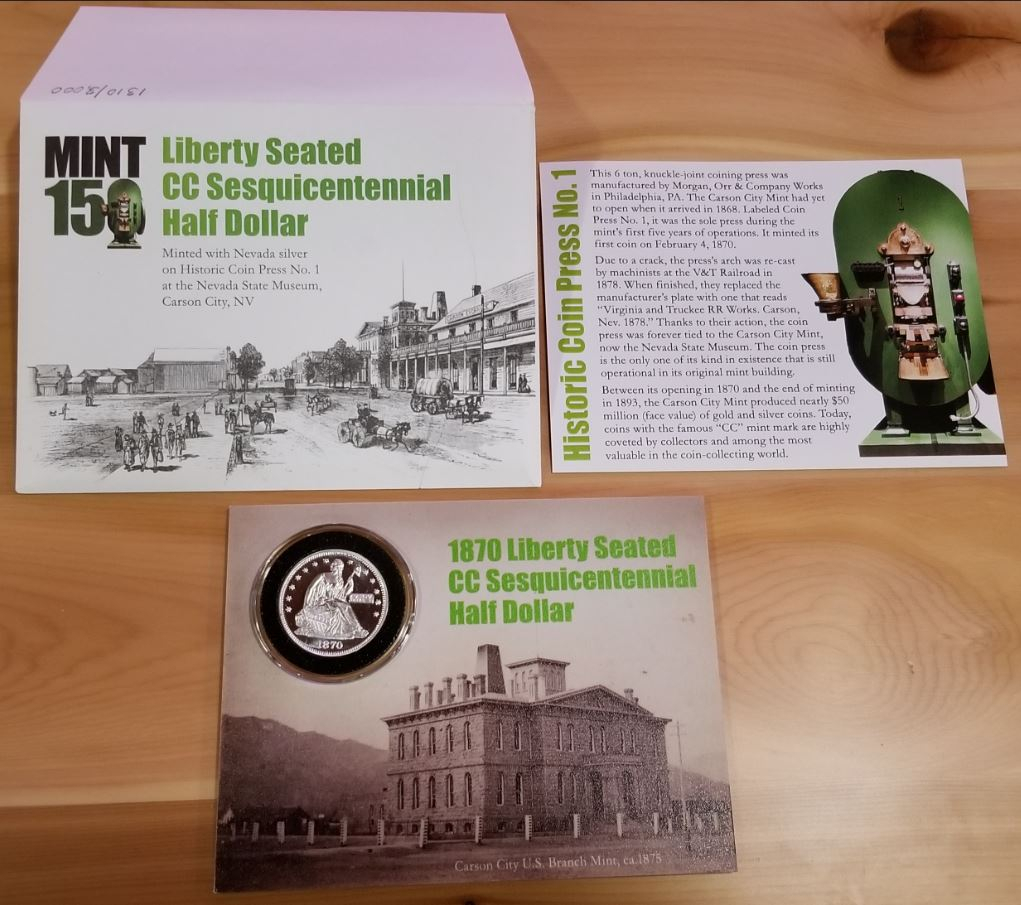 1310/3,000
MINT
150
Liberty Seated
CC Sesquicentennial
Half Dollar
Minted with Nevada silver
on Historic Coin Press No. 1
at the Nevada State Museum,
Carson City, NV
Historic Coin Press No. 1
This 6 ton, knuckle-joint coining press was
manufactured by Morgan, Orr & Company Works
in Philadelphia, PA. The Carson City Mint had yet
to open when it arrived in 1868. Labeled Coin
Press No. 1, it was the sole press during the
mint's first five years of operations. It minted its
first coin on February 4, 1870.
Due to a crack, the press's arch was re-cast
by machinists at the V&T Railroad in
1878. When finished, they replaced the
manufacturer's plate with one that reads
"Virginia and Truckee RR Works. Carson,
Nev. 1878." Thanks to their action, the coin
press was forever tied to the Carson City Mint,
now the Nevada State Museum. The coin press
is the only one of its kind in existence that is still
operational in its original mint building.
Between its opening in 1870 and the end of minting
in 1893, the Carson City Mint produced nearly $50
million (face value) of gold and silver coins. Today,
coins with the famous "CC" mint mark are highly
coveted by collectors and among the most
valuable in the coin-collecting world.
1
1870 Liberty Seated
CC Sesquicentennial
Half Dollar
1870
Carson City U.S. Branch Mint, ca.1875